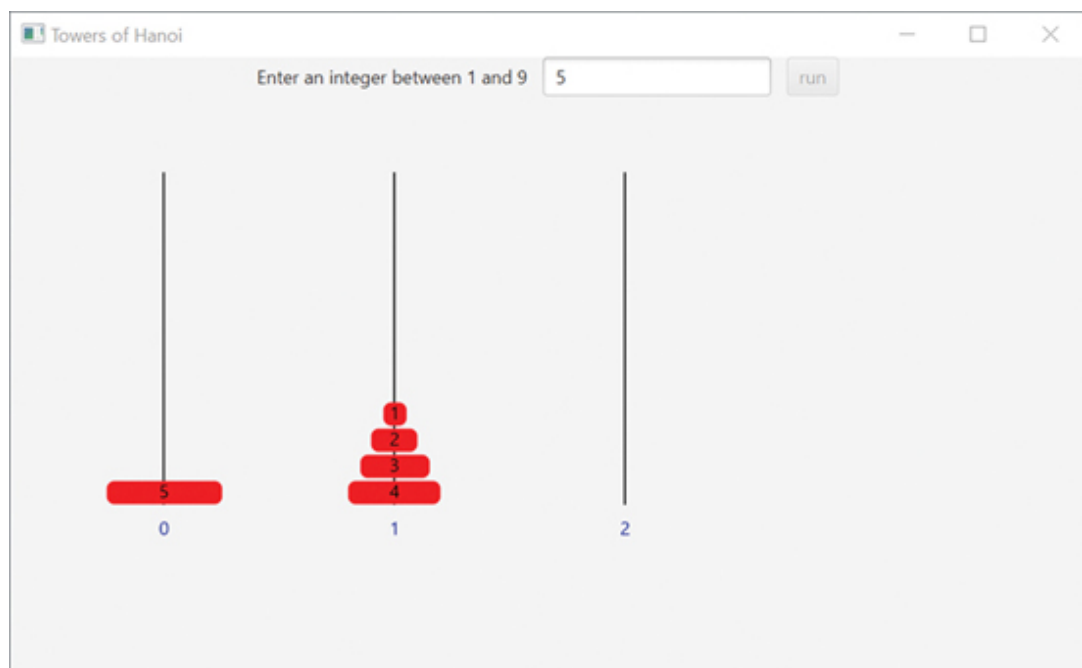 Towers of Hanoi
Enter an integer between 1 and 9 5 run
1
2
3
5 4
0 1 2